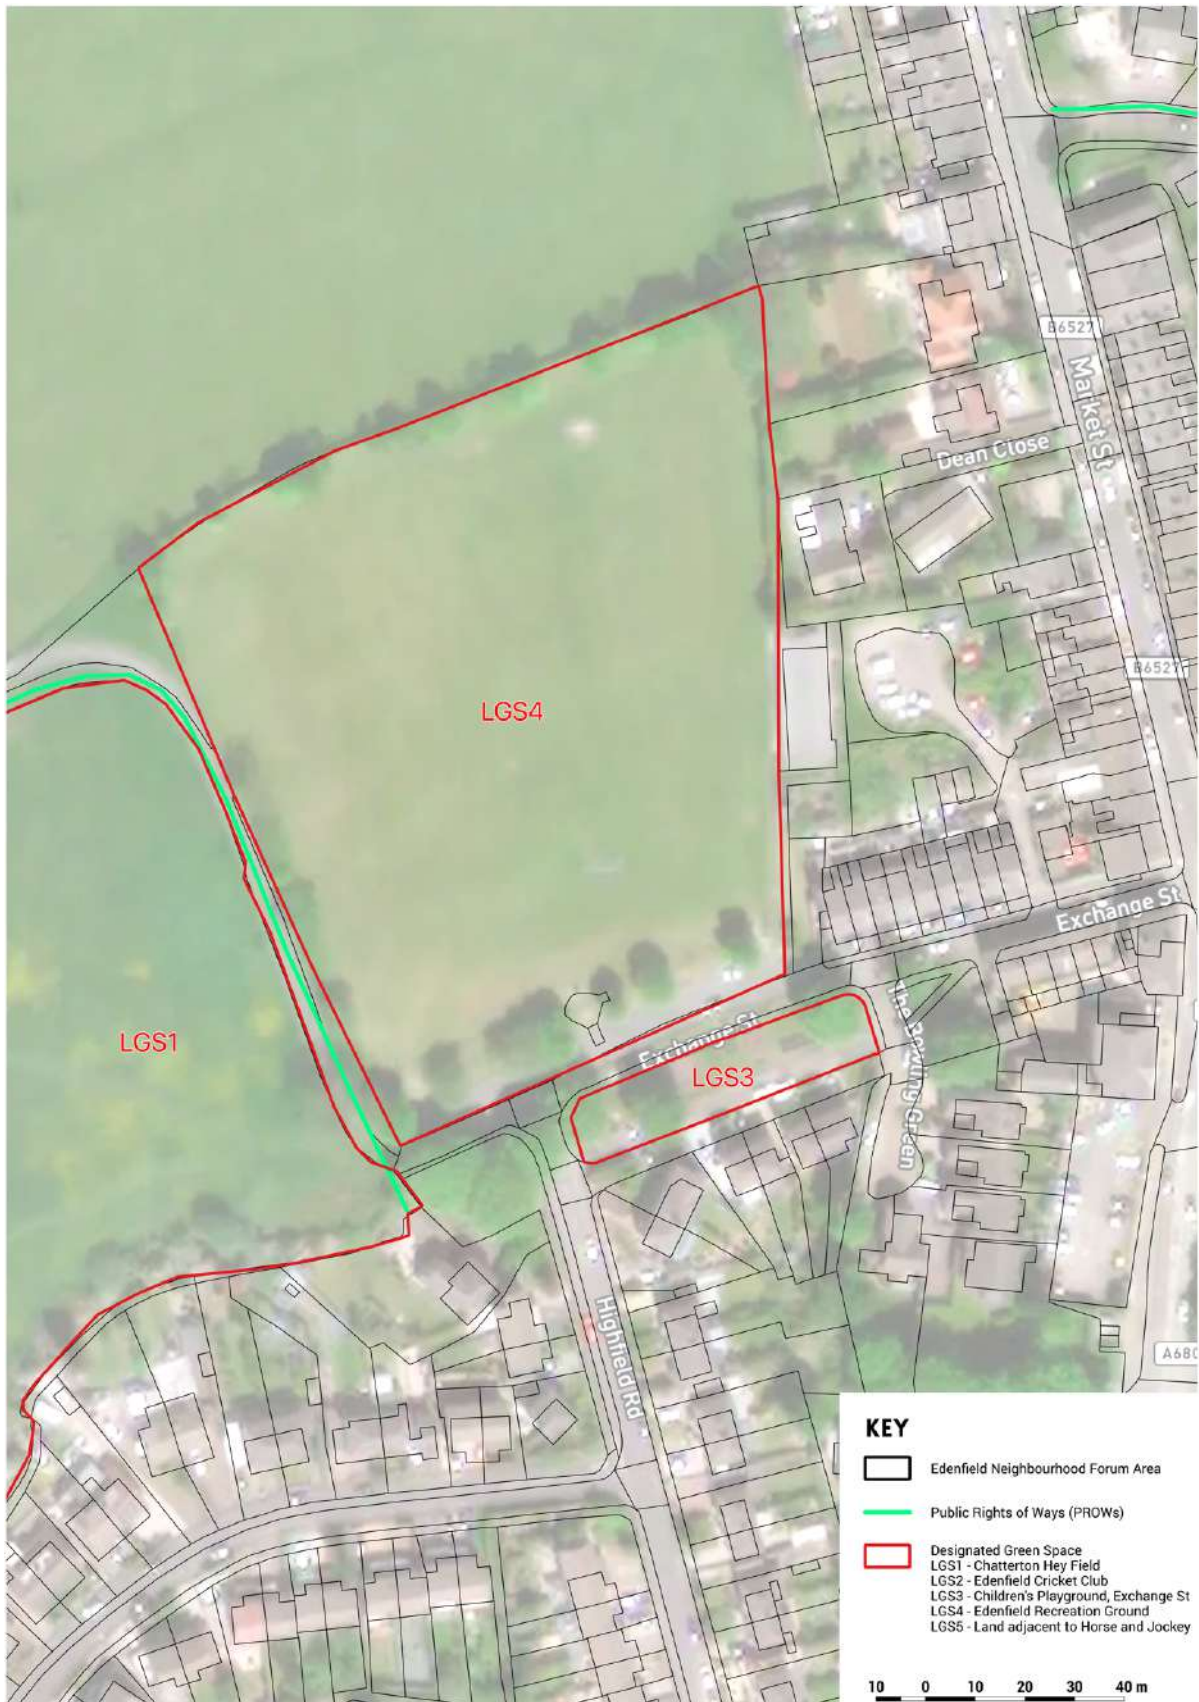 B6527
Market St
Dean Close
B6527
LGS4
Exchange St
LGS1
Exchange St
LGS3
The Bowling Green
Highfield Rd
A680
KEY
Edenfield Neighbourhood Forum Area
Public Rights of Ways (PROWs)
Designated Green Space
LGS1 - Chatterton Hey Field
LGS2 - Edenfield Cricket Club
LGS3 - Children's Playground, Exchange St
LGS4 - Edenfield Recreation Ground
LGS5 - Land adjacent to Horse and Jockey
10 0 10 20 30 40 m